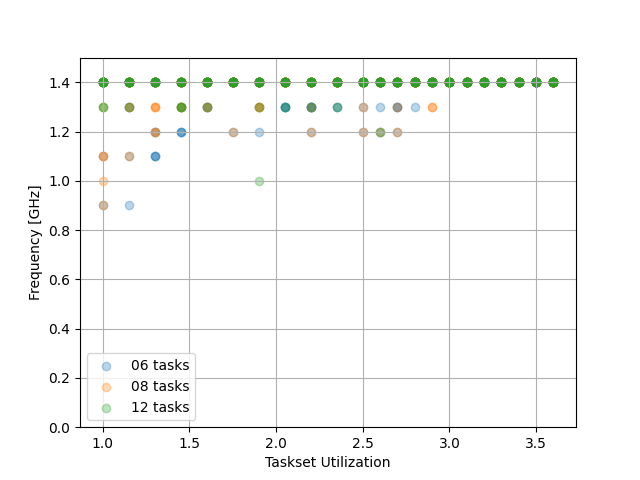 1.4
1.2
1.0
0.8
0.6
0.4
0.2
0.0
Frequency [GHz]
06 tasks
08 tasks
12 tasks
1.0 1.5 2.0 2.5 3.0 3.5
Taskset Utilization